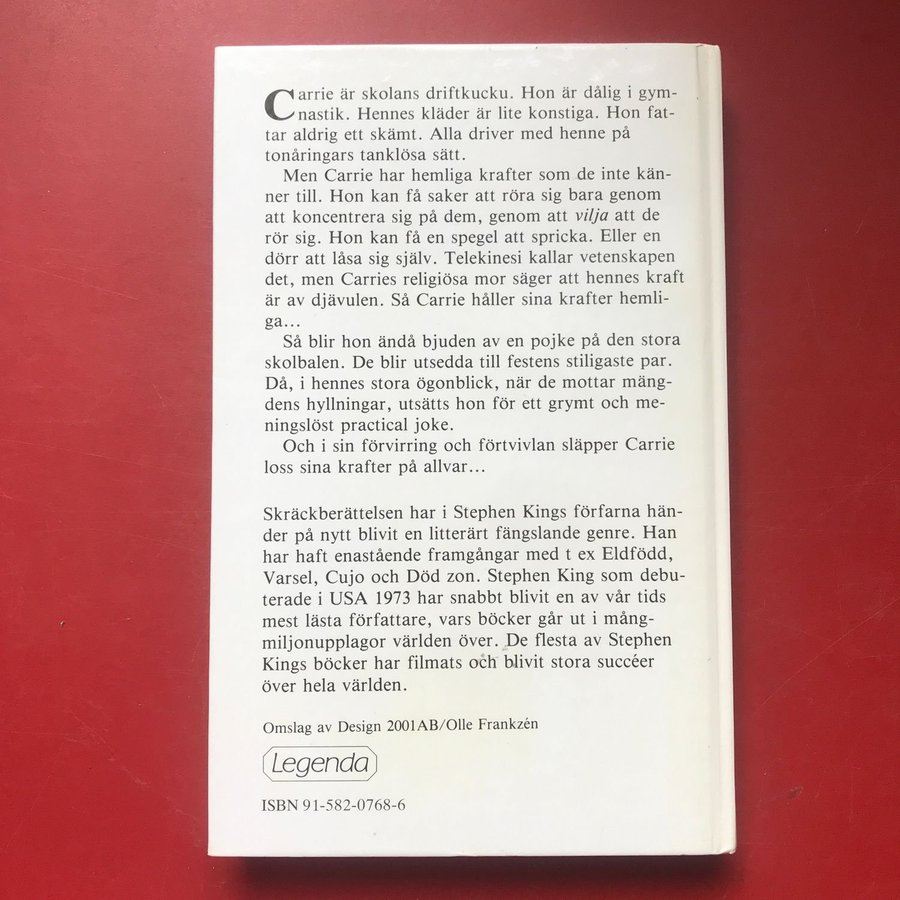 Carrie är skolans driftkucku. Hon är dålig i gym-
nastik. Hennes kläder är lite konstiga. Hon fat-
tar aldrig ett skämt. Alla driver med henne på
tonåringars tanklösa sätt.
Men Carrie har hemliga krafter som de inte kän-
ner till. Hon kan få saker att röra sig bara genom
att koncentrera sig på dem, genom att vilja att de
rör sig. Hon kan få en spegel att spricka. Eller en
dörr att låsa sig själv. Telekinesi kallar vetenskapen
det, men Carries religiösa mor säger att hennes kraft
är av djävulen. Så Carrie håller sina krafter hemli-
ga...
Så blir hon ändå bjuden av en pojke på den stora
skolbalen. De blir utsedda till festens stiligaste par.
Då, i hennes stora ögonblick, när de mottar mäng-
dens hyllningar, utsätts hon för ett grymt och me-
ningslöst practical joke.
Och i sin förvirring och förtvivlan släpper Carrie
loss sina krafter på allvar...
Skräckberättelsen har i Stephen Kings förfarna hän-
der på nytt blivit en litterärt fängslande genre. Han
har haft enastående framgångar med t ex Eldfödd,
Varsel, Cujo och Död zon. Stephen King som debu-
terade i USA 1973 har snabbt blivit en av vår tids
mest lästa författare, vars böcker går ut i mång-
miljonupplagor världen över. De flesta av Stephen
Kings böcker har filmats och blivit stora succéer
över hela världen.
Omslag av Design 2001AB/Olle Frankzén
Legenda
ISBN 91-582-0768-6